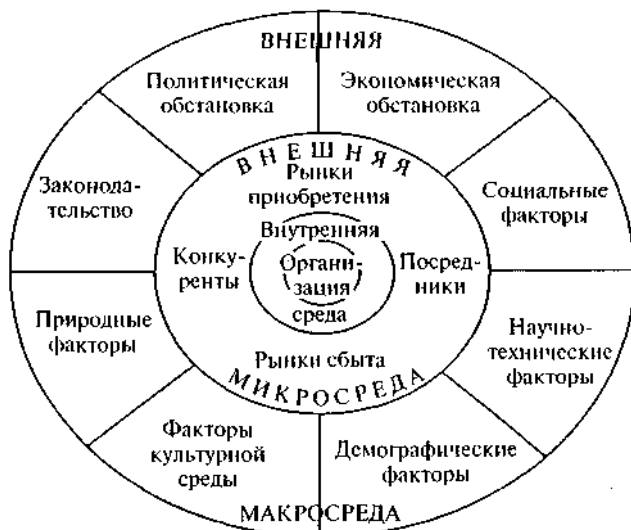 ВНЕШНЯЯ
Политическая
обстановка
Экономическая
обстановка
Законода-
тельство
Социальные
факторы
ВНЕШНЯЯ
Рынки
приобретения
Внутренняя
Конку-
ренты
Органи-
зация
Посред-
ники
среда
Природные
факторы
Научно-
технические
факторы
Рынки сбыта
МИКРОСРЕДА
Факторы
культурной
среды
Демографические
факторы
МАКРОСРЕДА